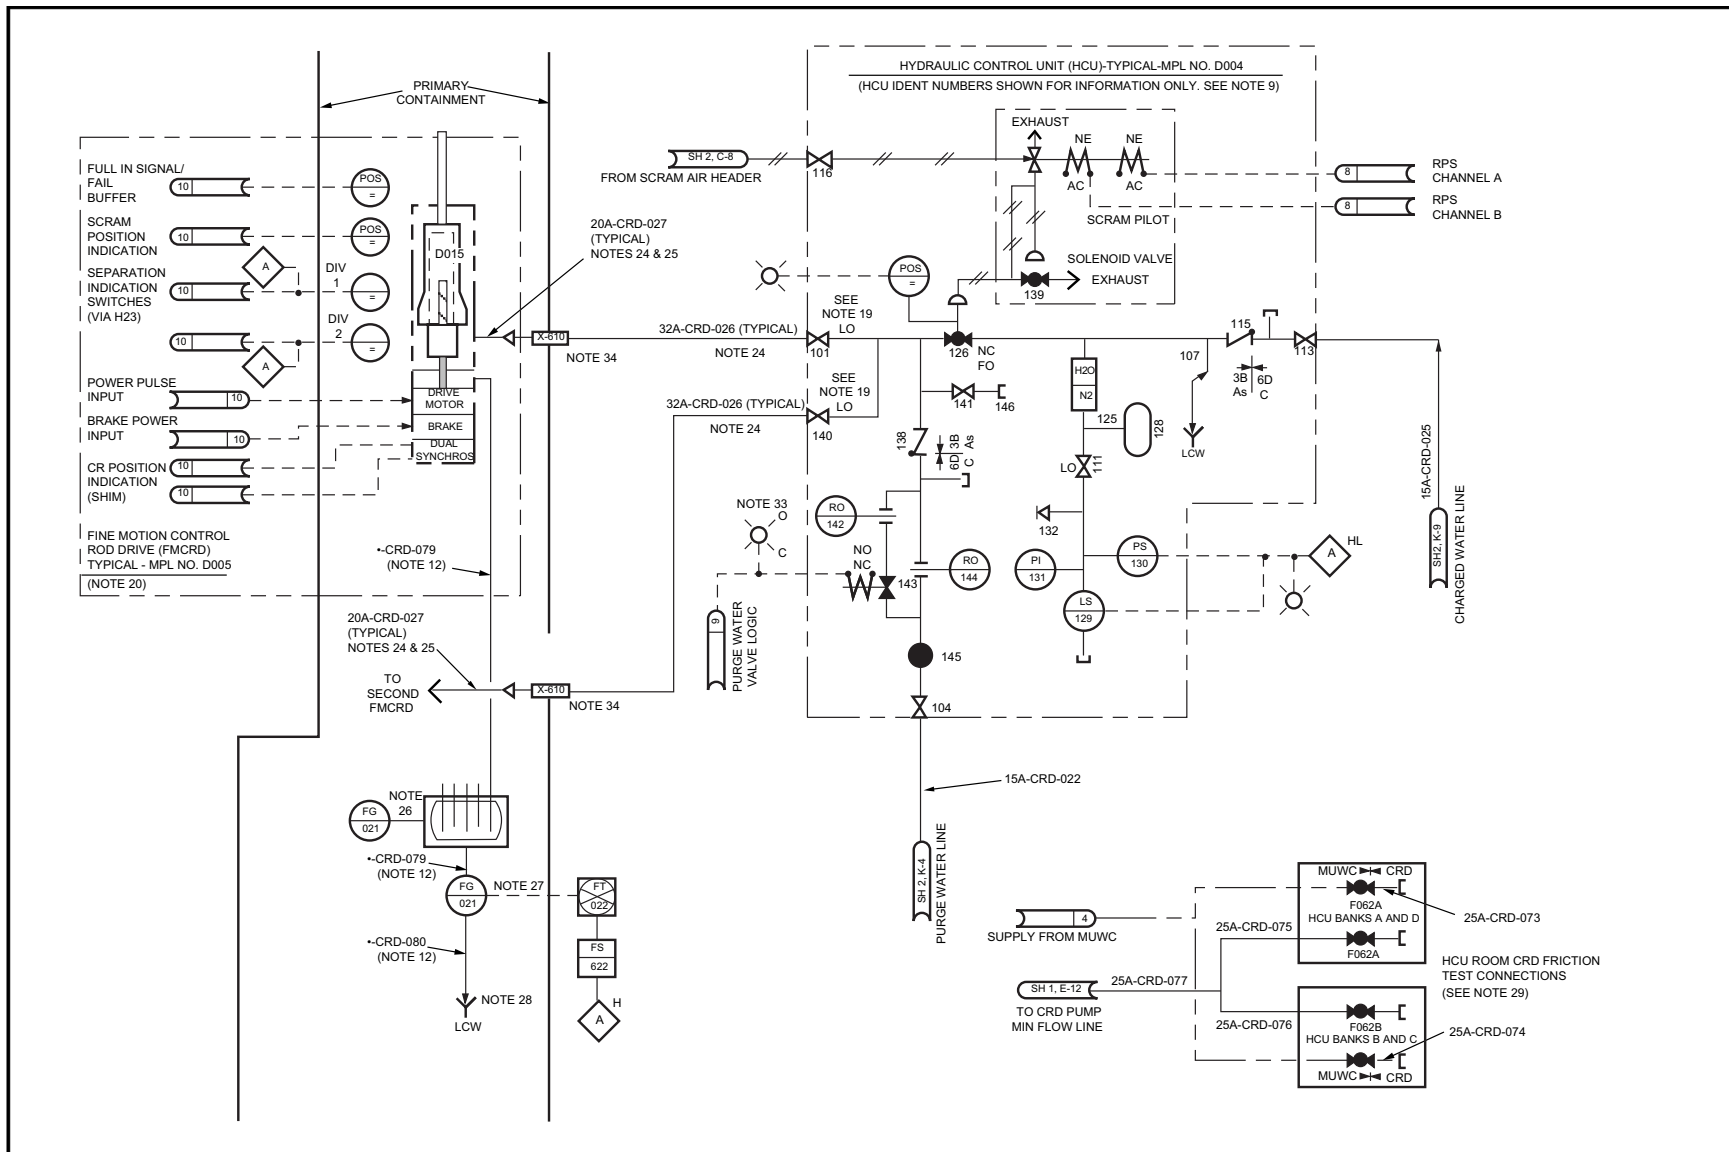 HYDRAULIC CONTROL UNIT (HCU)-TYPICAL-MPL NO. D004
(HCU IDENT NUMBERS SHOWN FOR INFORMATION ONLY. SEE NOTE 9)
PRIMARY
CONTAINMENT
FULL IN SIGNAL/
FAIL
BUFFER
10
POS
=
SCRAM
POSITION
INDICATION
10
POS
=
SEPARATION
INDICATION
SWITCHES
(VIA H23)
A
10
DIV
1
=
DIV
2
10
=
A
POWER PULSE
INPUT
10
BRAKE POWER
INPUT
10
CR POSITION
INDICATION
(SHIM)
10
10
D015
DRIVE
MOTOR
BRAKE
DUAL
SYNCHROS
FINE MOTION CONTROL
ROD DRIVE (FMCRD)
TYPICAL - MPL NO. D005
(NOTE 20)
•-CRD-079
(NOTE 12)
20A-CRD-027
(TYPICAL)
NOTES 24 & 25
X-610
NOTE 34
32A-CRD-026 (TYPICAL)
NOTE 24
32A-CRD-026 (TYPICAL)
NOTE 24
20A-CRD-027
(TYPICAL)
NOTES 24 & 25
TO
SECOND
FMCRD
X-610
NOTE 34
NOTE
26
FG
021
•-CRD-079
(NOTE 12)
FG
021
NOTE 27
FT
022
FS
622
H
A
•-CRD-080
(NOTE 12)
NOTE 28
LCW
SH 2, C-8
FROM SCRAM AIR HEADER
116
EXHAUST
NE
NE
AC
AC
SCRAM PILOT
SOLENOID VALVE
EXHAUST
139
8
RPS
CHANNEL A
8
RPS
CHANNEL B
POS
=
SEE
NOTE 19
LO
101
126
NC
FO
SEE
NOTE 19
LO
140
141
146
138
6D
3B
C
As
H2O
N2
125
128
LO
111
107
LCW
115
3B
As
6D
C
113
15A-CRD-025
SH2, K-9
CHARGED WATER LINE
132
PI
131
PS
130
LS
129
A
HL
NOTE 33
O
C
RO
142
NO
NC
143
RO
144
9
PURGE WATER
VALVE LOGIC
145
104
15A-CRD-022
SH 2, K-4
PURGE WATER LINE
4
SUPPLY FROM MUWC
SH 1, E-12
25A-CRD-077
TO CRD PUMP
MIN FLOW LINE
25A-CRD-075
25A-CRD-076
MUWC
CRD
F062A
HCU BANKS A AND D
F062A
25A-CRD-073
HCU ROOM CRD FRICTION
TEST CONNECTIONS
(SEE NOTE 29)
F062B
HCU BANKS B AND C
25A-CRD-074
MUWC
CRD